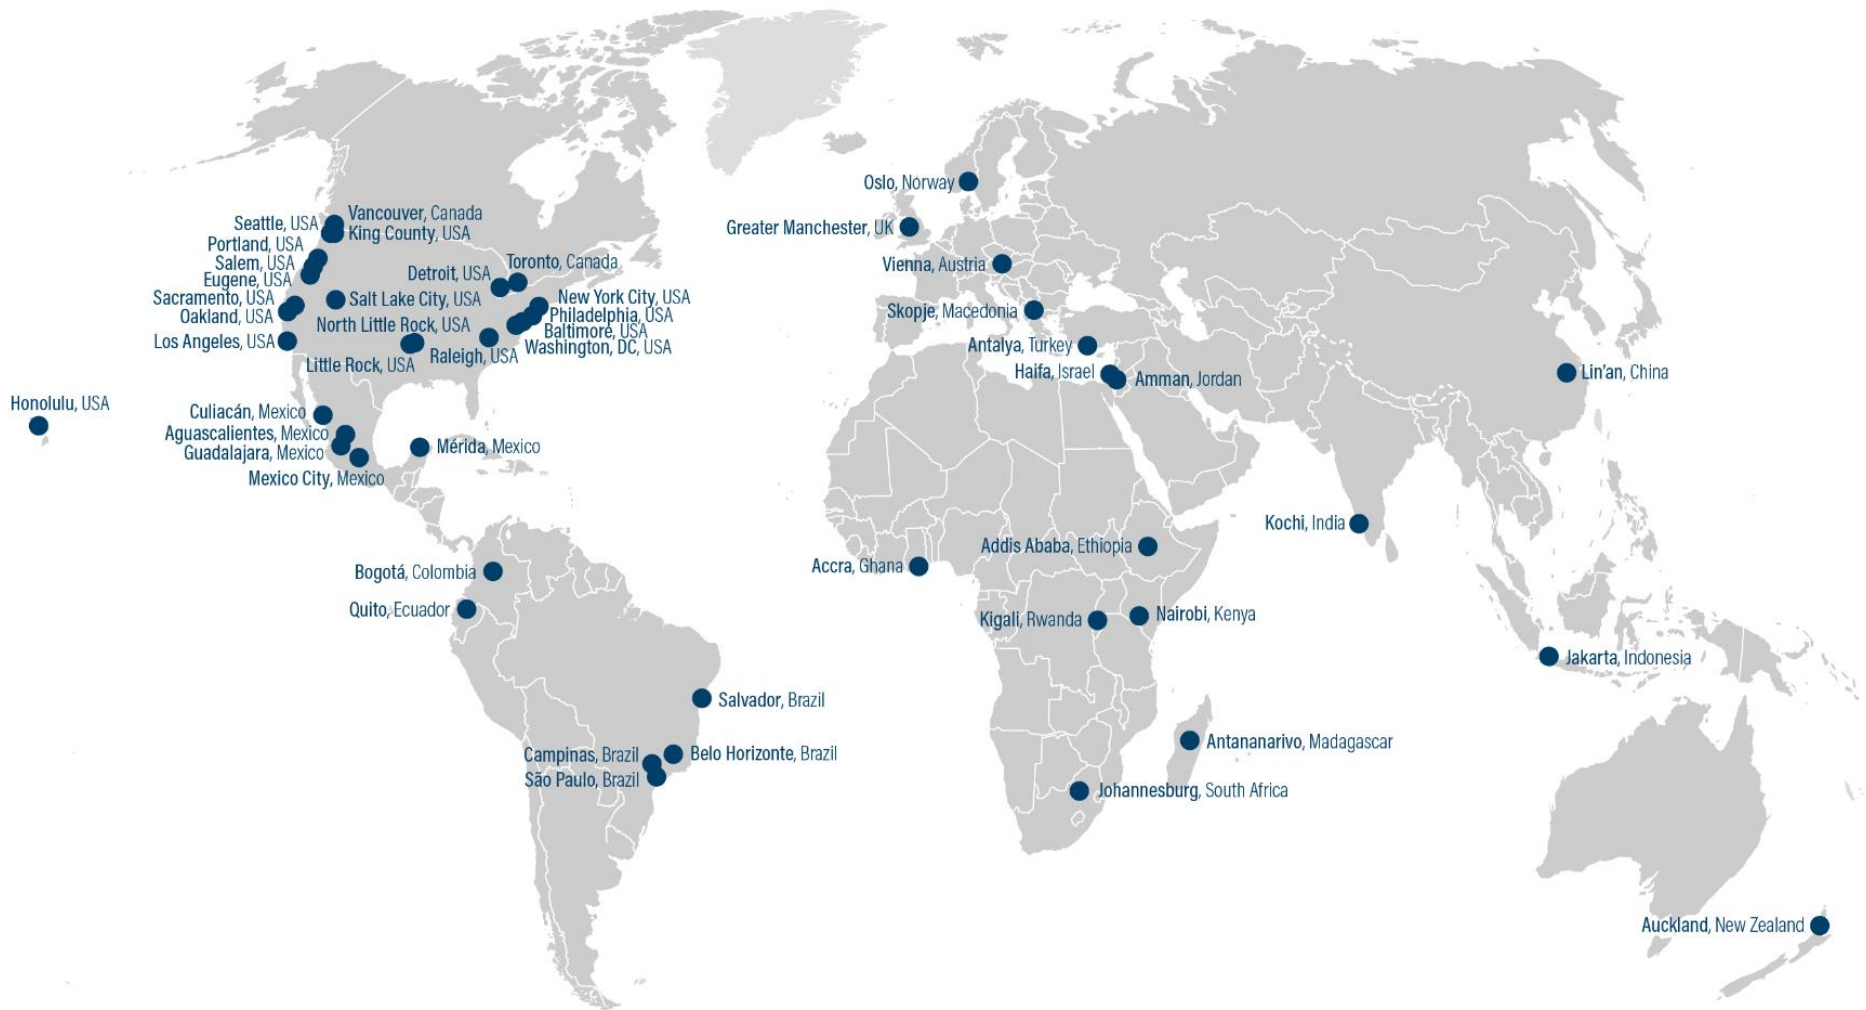 Oslo, Norway
Vancouver, Canada
Seattle, USA
Greater Manchester, UK
King County, USA
Portland, USA
Salem, USA
Toronto, Canada
Vienna, Austria
Detroit, USA
Eugene, USA
Sacramento, USA
Salt Lake City, USA
New York City, USA
Skopje, Macedonia
Oakland, USA
Philadelphia, USA
North Little Rock, USA
Baltimore, USA
Los Angeles, USA
Antalya, Turkey
Washington, DC, USA
Raleigh, USA
Little Rock, USA
Haifa, Israel
Lin'an, China
Amman, Jordan
Honolulu, USA
Culiacán, Mexico
Aguascalientes, Mexico
Mérida, Mexico
Guadalajara, Mexico
Mexico City, Mexico
Kochi, India
Addis Ababa, Ethiopia
Accra, Ghana
Bogotá, Colombia
Quito, Ecuador
Nairobi, Kenya
Kigali, Rwanda
Jakarta, Indonesia
Salvador, Brazil
Antananarivo, Madagascar
Belo Horizonte, Brazil
Campinas, Brazil
São Paulo, Brazil
Johannesburg, South Africa
Auckland, New Zealand